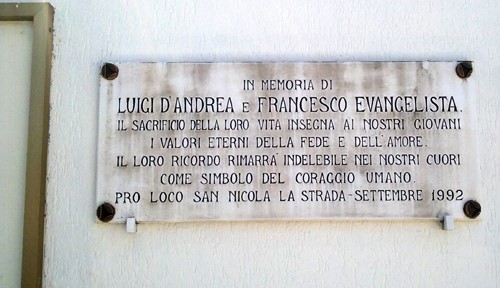 IN MEMORIA DI
LUIGI D'ANDREA E FRANCESCO EVANGELISTA.
IL SACRIFICIO DELLA LORO VITA INSEGNA AI NOSTRI GIOVANI
I VALORI ETERNI DELLA FEDE E DELL'AMORE.
IL LORO RICORDO RIMARRA' INDELEBILE NEI NOSTRI CUORI
COME SIMBOLO DEL CORAGGIO UMANO.
PRO LOCO SAN NICOLA LA STRADA-SETTEMBRE 1992